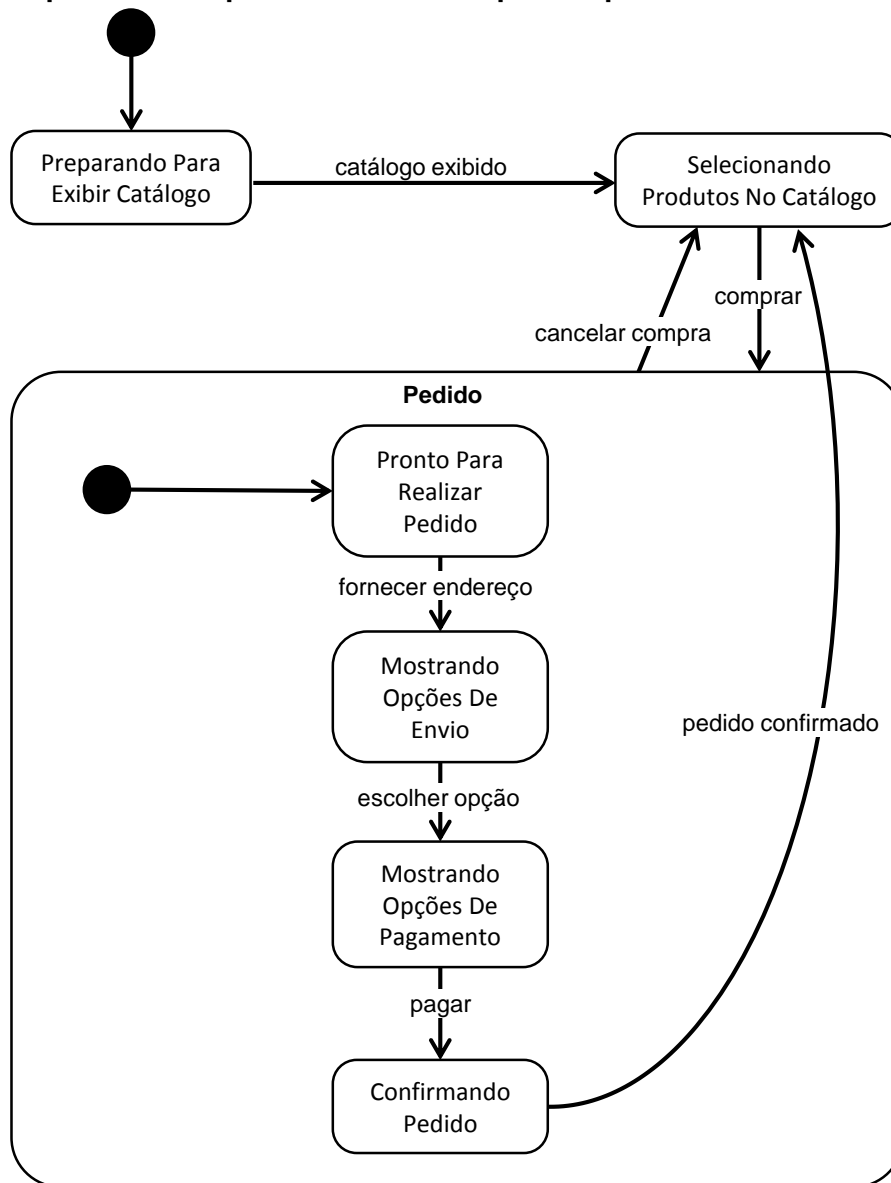 Preparando Para
Exibir Catálogo
catálogo exibido
Selecionando
Produtos No Catálogo
comprar
cancelar compra
Pedido
Pronto Para
Realizar
Pedido
fornecer endereço
Mostrando
Opções De
Envio
pedido confirmado
escolher opção
Mostrando
Opções De
Pagamento
pagar
Confirmando
Pedido